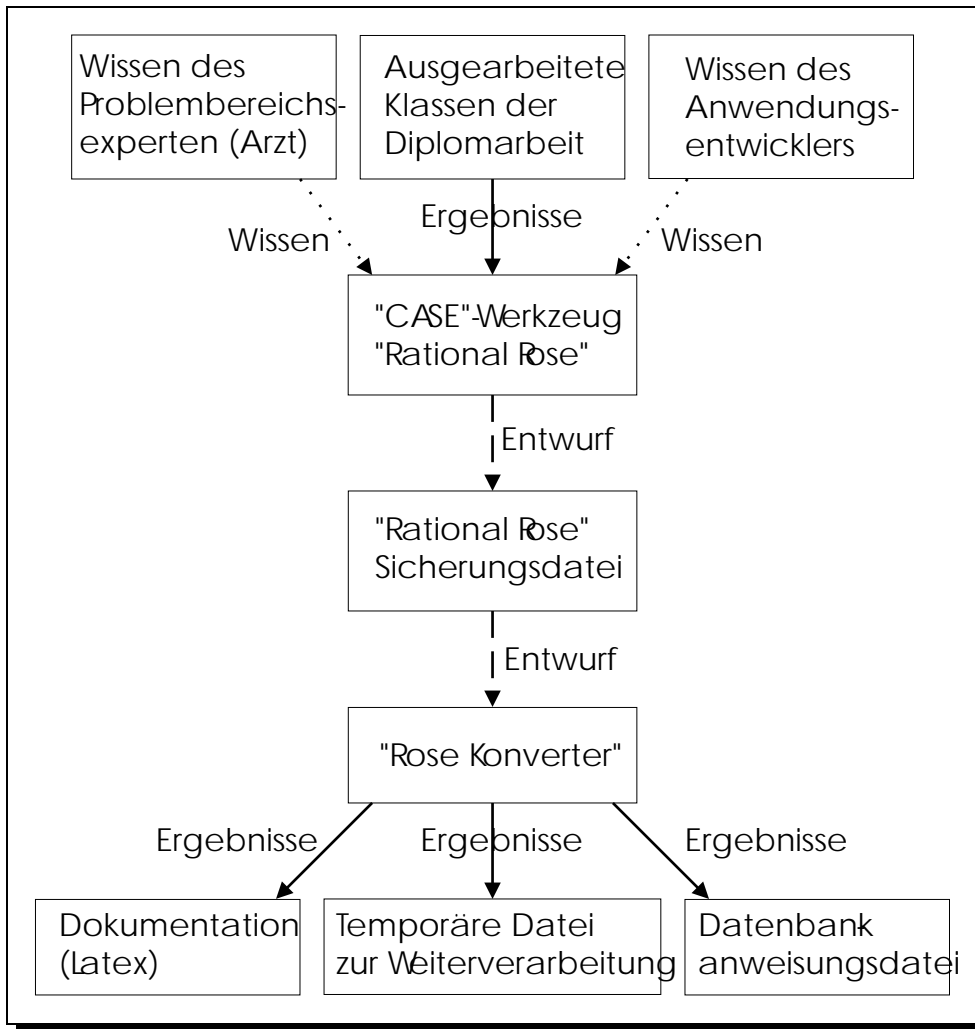 Wissen des
Problembereichs-
experten (Arzt)
Ausgearbeitete
Klassen der
Diplomarbeit
Wissen des
Anwendungs-
entwicklers
Wissen
Ergebnisse
Wissen
"CASE"-Werkzeug
"Rational Rose"
Entwurf
"Rational Rose"
Sicherungsdatei
Entwurf
"Rose Konverter"
Ergebnisse
Ergebnisse
Ergebnisse
Dokumentation
(Latex)
Temporäre Datei
zur Weiterverarbeitung
Datenbank-
anweisungsdatei